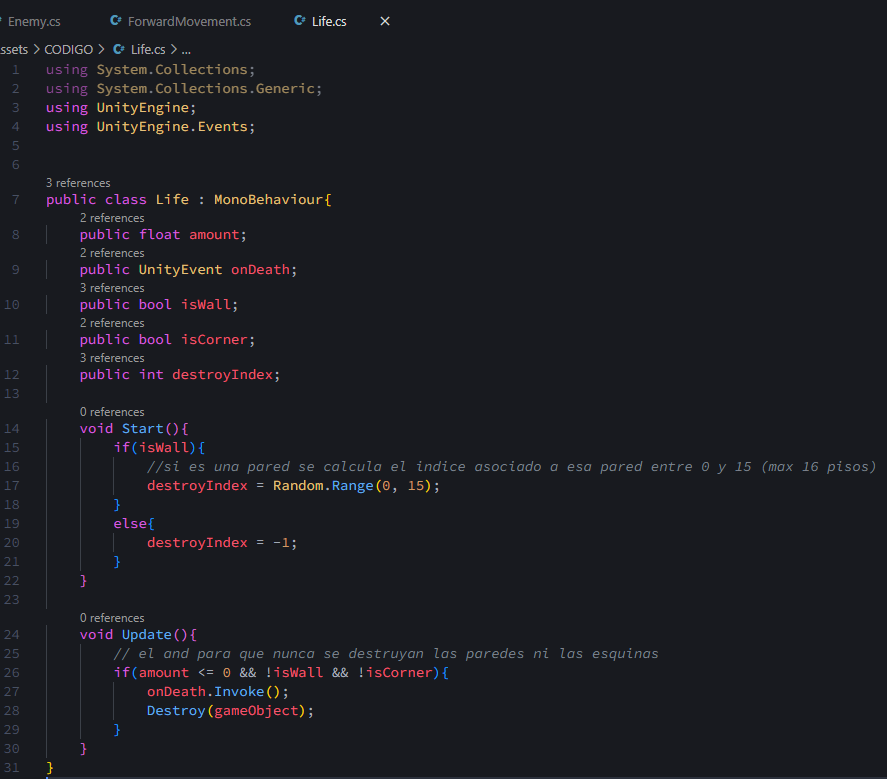 Enemy.cs ForwardMovement.cs Life.cs
ssets > CODIGO > Life.cs > ...
1 using System.Collections;
2 using System.Collections.Generic;
3 using UnityEngine;
4 using UnityEngine.Events;
5
6
3 references
7 public class Life : MonoBehaviour{
2 references
8 public float amount;
2 references
9 public UnityEvent onDeath;
3 references
10 public bool isWall;
2 references
11 public bool isCorner;
3 references
12 public int destroyIndex;
13
0 references
14 void Start(){
15 if(isWall){
16 //si es una pared se calcula el indice asociado a esa pared entre 0 y 15 (max 16 pisos)
17 destroyIndex = Random.Range(0, 15);
18 }
19 else{
20 destroyIndex = -1;
21 }
22 }
23
0 references
24 void Update(){
25 // el and para que nunca se destruyan las paredes ni las esquinas
26 if(amount <= 0 && !isWall && !isCorner){
27 onDeath.Invoke();
28 Destroy(gameObject);
29 }
30 }
31 }